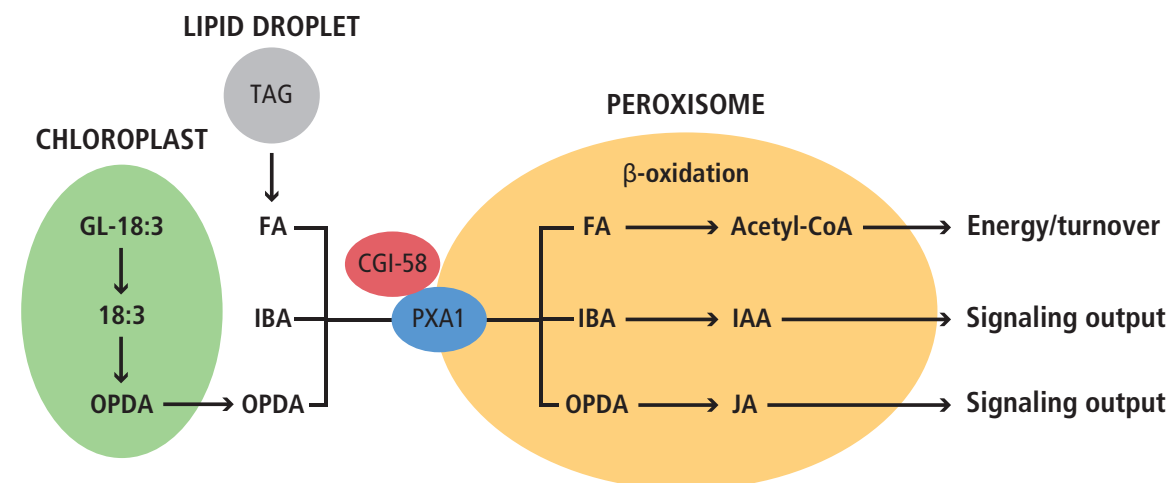 LIPID DROPLET
TAG
CHLOROPLAST
PEROXISOME
β-oxidation
GL-18:3
FA
FA
Acetyl-CoA
Energy/turnover
CGI-58
18:3
IBA
PXA1
IBA
IAA
Signaling output
OPDA
OPDA
OPDA
JA
Signaling output